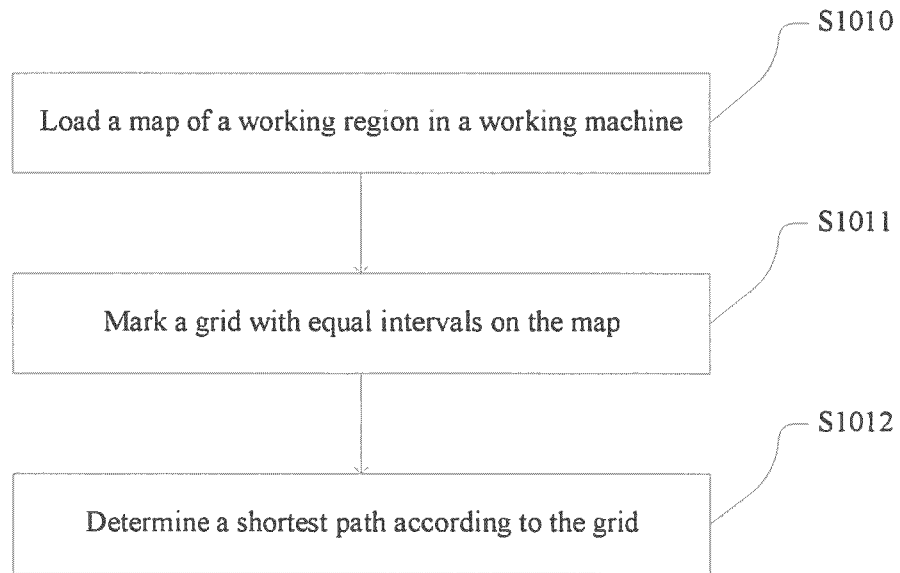 S1010
Load a map of a working region in a working machine
S1011
Mark a grid with equal intervals on the map
S1012
Determine a shortest path according to the grid